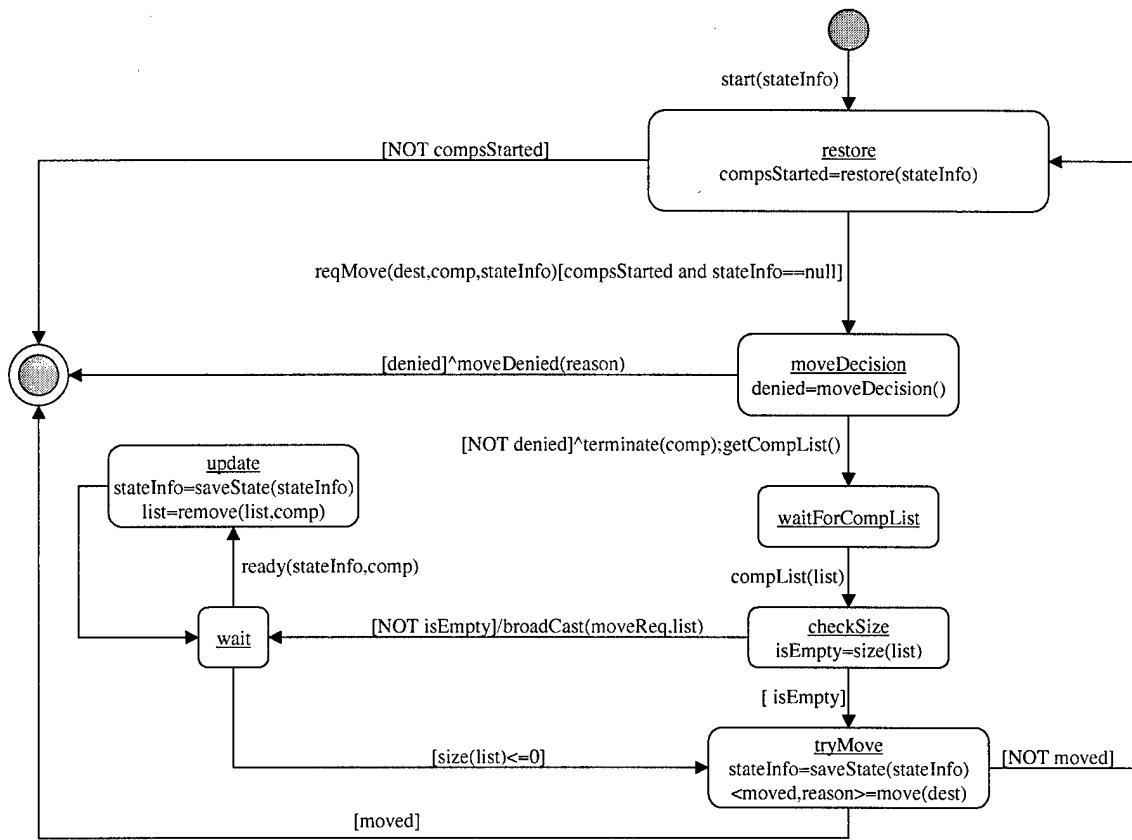 start(stateInfo)
[NOT compsStarted]
restore
compsStarted=restore(stateInfo)
reqMove(dest,comp,stateInfo)[compsStarted and stateInfo==null]
[denied]^moveDenied(reason)
moveDecision
denied=moveDecision()
[NOT denied]^terminate(comp);getCompList()
update
stateInfo=saveState(stateInfo)
list=remove(list,comp)
waitForCompList
ready(stateInfo,comp)
compList(list)
wait
[NOT isEmpty]/broadCast(moveReq,list)
checkSize
isEmpty=size(list)
[ isEmpty]
[size(list)<=0]
tryMove
stateInfo=saveState(stateInfo)
<moved,reason>=move(dest)
[NOT moved]
[moved]